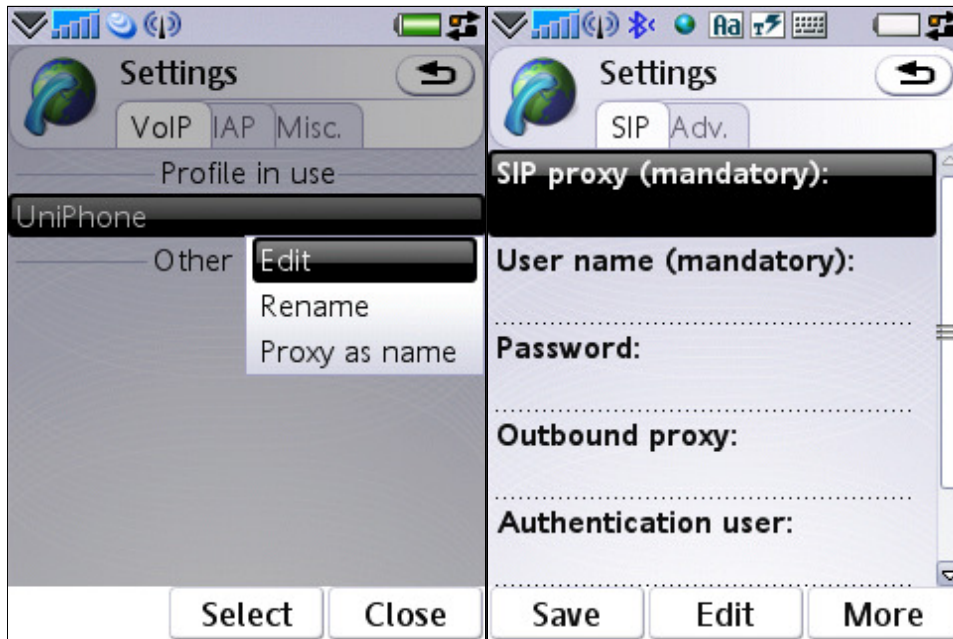 Settings
VoIP IAP Misc.
Profile in use
UniPhone
Other
Edit
Rename
Proxy as name
Select Close
Aa T
Settings
SIP Adv.
SIP proxy (mandatory):
User name (mandatory):
Password:
Outbound proxy:
Authentication user:
Save Edit More